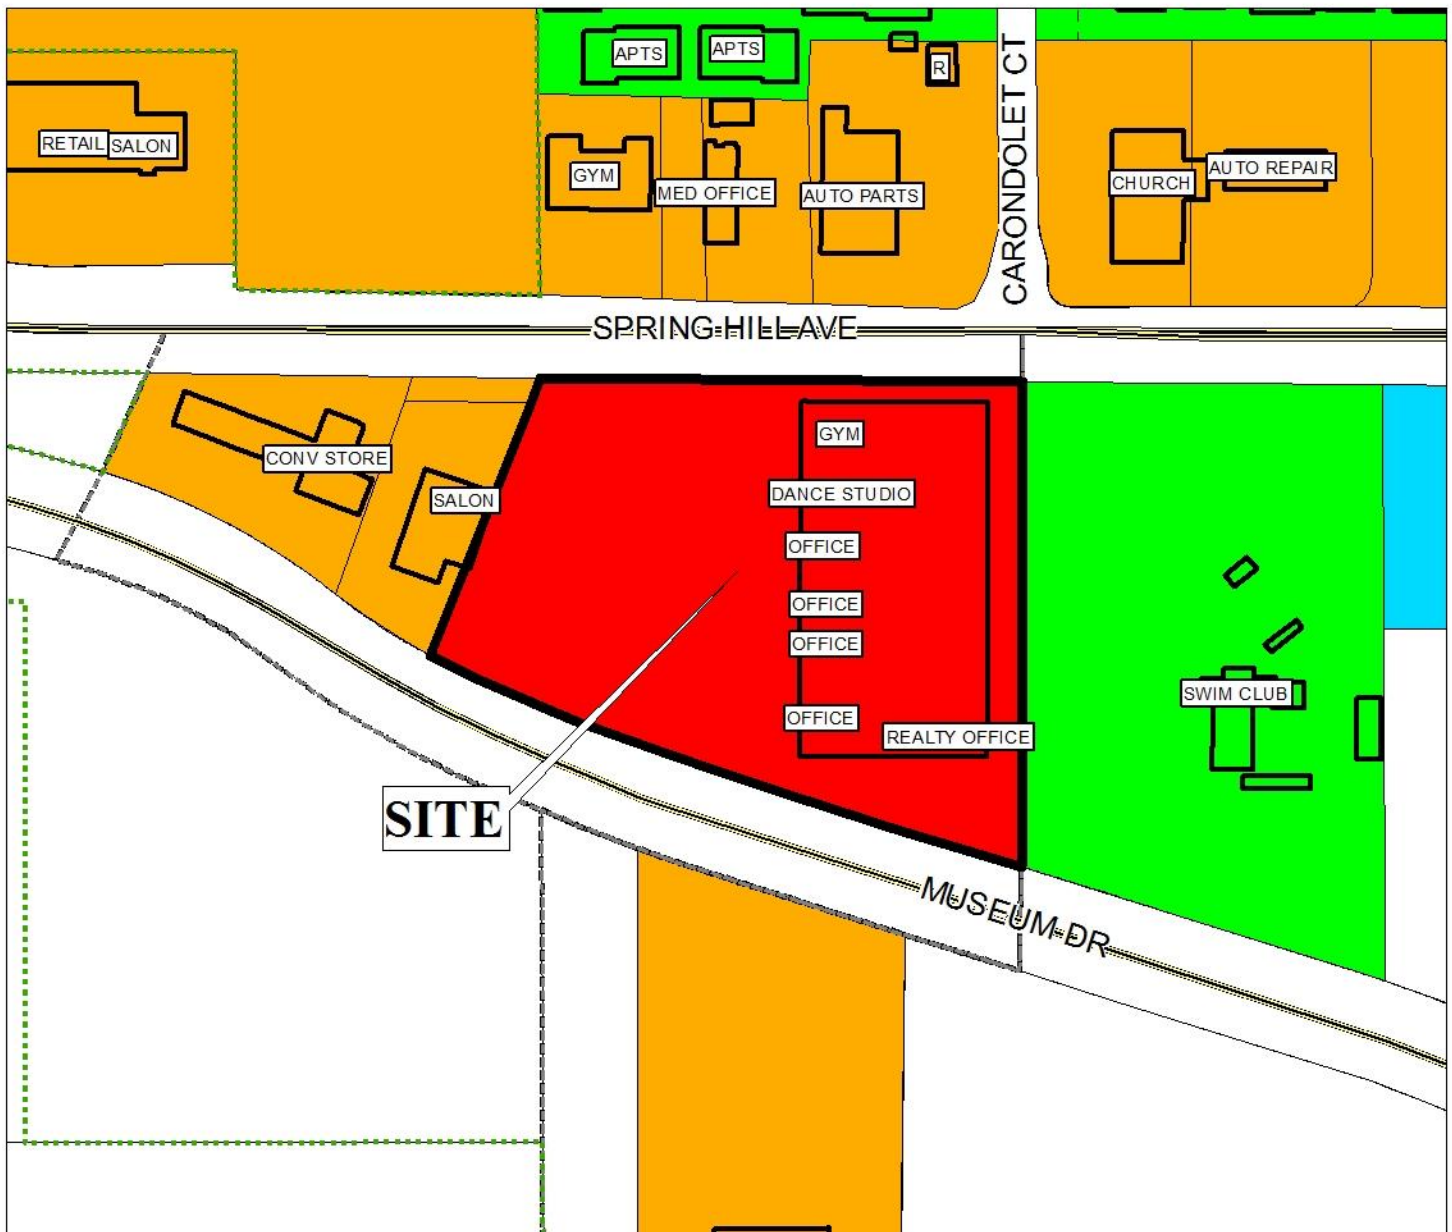 APTS
APTS
R
CARONDOLET CT
RETAIL
SALON
GYM
MED OFFICE
AUTO PARTS
CHURCH
AUTO REPAIR
SPRING HILL AVE
CONV STORE
SALON
GYM
DANCE STUDIO
OFFICE
OFFICE
OFFICE
OFFICE
REALTY OFFICE
SWIM CLUB
SITE
MUSEUM DR